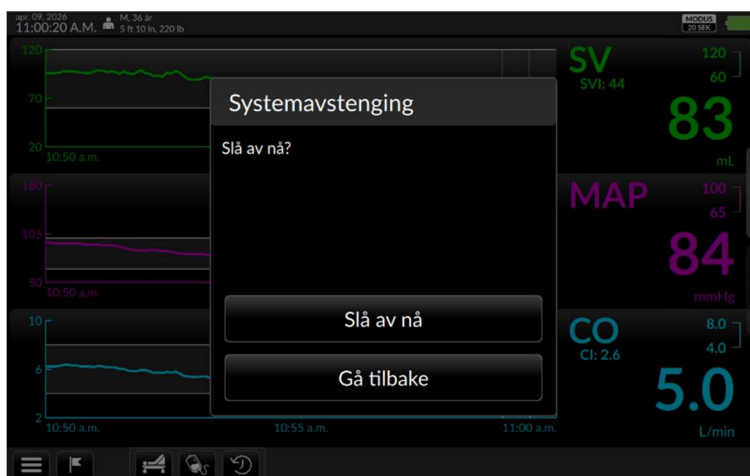 apr. 09, 2026
11:00:20 A.M.
M, 36 år
5 ft 10 in, 220 lb
MODUS
20 SEK
120
70
20
10:50 a.m.
SV
SVI: 44
120
60
83
mL
Systemavstenging
Slå av nå?
Slå av nå
Gå tilbake
160
105
50
10:50 a.m.
MAP
100
65
84
mmHg
10
6
2
10:50 a.m.
10:55 a.m.
11:00 a.m.
CO
CI: 2.6
8.0
4.0
5.0
L/min